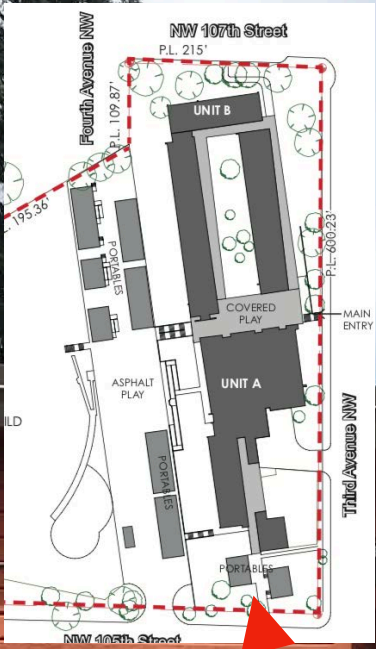 NW 107th Street
P.L. 215'
Fourth Avenue NW
P.L. 109.87'
UNIT B
195.36'
PORTABLES
P.L. 600.23'
COVERED
PLAY
MAIN
ENTRY
ASPHALT
PLAY
UNIT A
ILD
Third Avenue NW
PORTABLES
PORTABLES
NW 105th Street